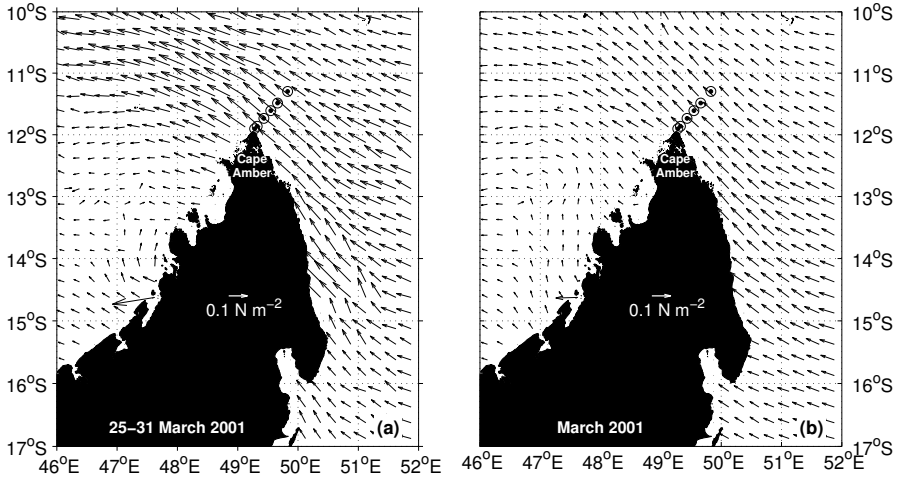 10°S 10°S
11°S 11°S
12°S 12°S
Cape Cape
Amber Amber
13°S 13°S
14°S 14°S
0.1 N m⁻² 0.1 N m⁻²
15°S 15°S
16°S 16°S
25−31 March 2001 (a) March 2001 (b)
17°S 17°S
46°E 47°E 48°E 49°E 50°E 51°E 52°E 46°E 47°E 48°E 49°E 50°E 51°E 52°E